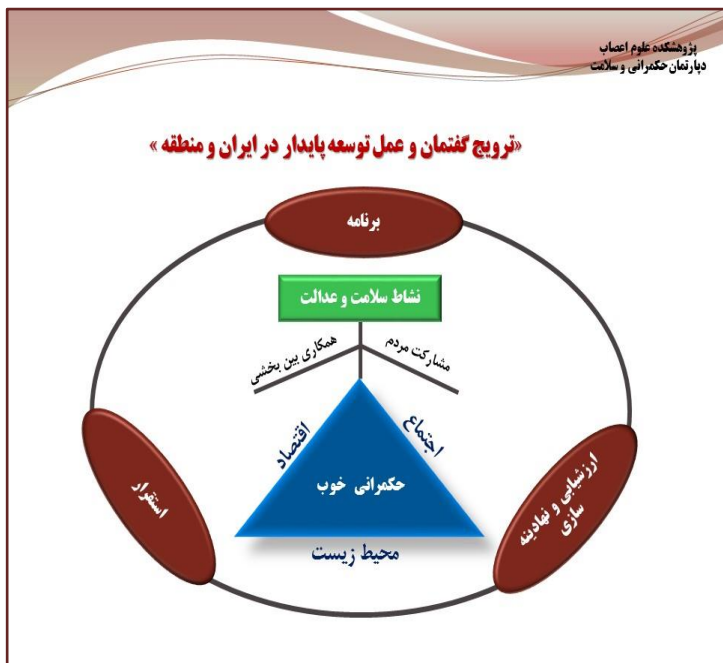 پژوهشکده علوم اعصاب
دپارتمان حکمرانی و سلامت
«ترویج گفتمان و عمل توسعه پایدار در ایران و منطقه »
برنامه
نشاط سلامت و عدالت
مشارکت مردم
همکاری بین بخشی
اجتماع
اقتصاد
حکمرانی خوب
محیط زیست
ارزشیابی و نهادینه
سازی
استقرار